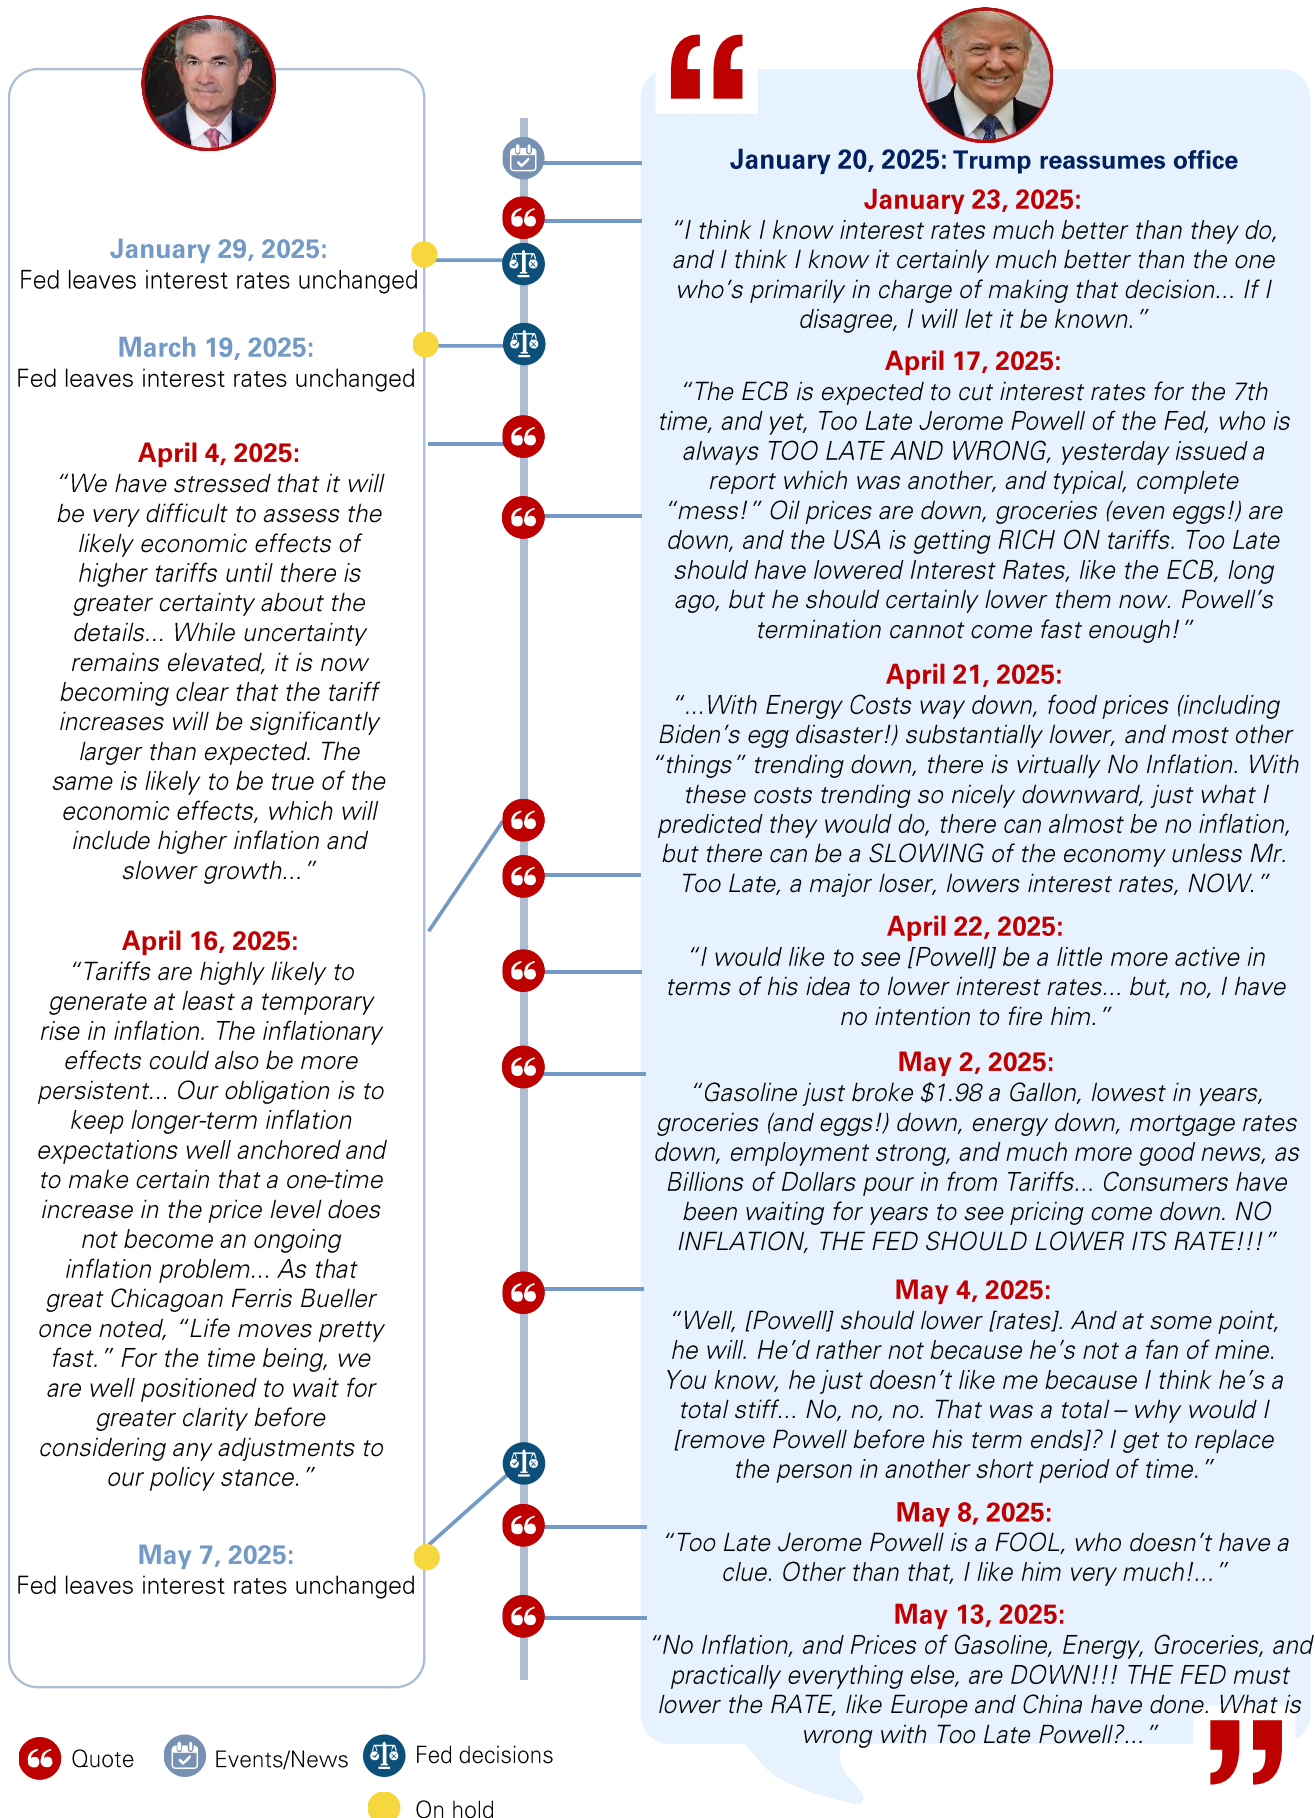 January 29, 2025:
Fed leaves interest rates unchanged
March 19, 2025:
Fed leaves interest rates unchanged
April 4, 2025:
“We have stressed that it will
be very difficult to assess the
likely economic effects of
higher tariffs until there is
greater certainty about the
details... While uncertainty
remains elevated, it is now
becoming clear that the tariff
increases will be significantly
larger than expected. The
same is likely to be true of the
economic effects, which will
include higher inflation and
slower growth...”
April 16, 2025:
“Tariffs are highly likely to
generate at least a temporary
rise in inflation. The inflationary
effects could also be more
persistent... Our obligation is to
keep longer-term inflation
expectations well anchored and
to make certain that a one-time
increase in the price level does
not become an ongoing
inflation problem... As that
great Chicagoan Ferris Bueller
once noted, “Life moves pretty
fast.” For the time being, we
are well positioned to wait for
greater clarity before
considering any adjustments to
our policy stance.”
May 7, 2025:
Fed leaves interest rates unchanged
January 20, 2025: Trump reassumes office
January 23, 2025:
“I think I know interest rates much better than they do,
and I think I know it certainly much better than the one
who’s primarily in charge of making that decision... If I
disagree, I will let it be known.”
April 17, 2025:
“The ECB is expected to cut interest rates for the 7th
time, and yet, Too Late Jerome Powell of the Fed, who is
always TOO LATE AND WRONG, yesterday issued a
report which was another, and typical, complete
“mess!” Oil prices are down, groceries (even eggs!) are
down, and the USA is getting RICH ON tariffs. Too Late
should have lowered Interest Rates, like the ECB, long
ago, but he should certainly lower them now. Powell’s
termination cannot come fast enough!”
April 21, 2025:
“...With Energy Costs way down, food prices (including
Biden’s egg disaster!) substantially lower, and most other
“things” trending down, there is virtually No Inflation. With
these costs trending so nicely downward, just what I
predicted they would do, there can almost be no inflation,
but there can be a SLOWING of the economy unless Mr.
Too Late, a major loser, lowers interest rates, NOW.”
April 22, 2025:
“I would like to see [Powell] be a little more active in
terms of his idea to lower interest rates... but, no, I have
no intention to fire him.”
May 2, 2025:
“Gasoline just broke $1.98 a Gallon, lowest in years,
groceries (and eggs!) down, energy down, mortgage rates
down, employment strong, and much more good news, as
Billions of Dollars pour in from Tariffs... Consumers have
been waiting for years to see pricing come down. NO
INFLATION, THE FED SHOULD LOWER ITS RATE!!!”
May 4, 2025:
“Well, [Powell] should lower [rates]. And at some point,
he will. He’d rather not because he’s not a fan of mine.
You know, he just doesn’t like me because I think he’s a
total stiff... No, no, no. That was a total – why would I
[remove Powell before his term ends]? I get to replace
the person in another short period of time.”
May 8, 2025:
“Too Late Jerome Powell is a FOOL, who doesn’t have a
clue. Other than that, I like him very much!...”
May 13, 2025:
“No Inflation, and Prices of Gasoline, Energy, Groceries, and
practically everything else, are DOWN!!! THE FED must
lower the RATE, like Europe and China have done. What is
wrong with Too Late Powell?...”
Quote
Events/News
Fed decisions
On hold